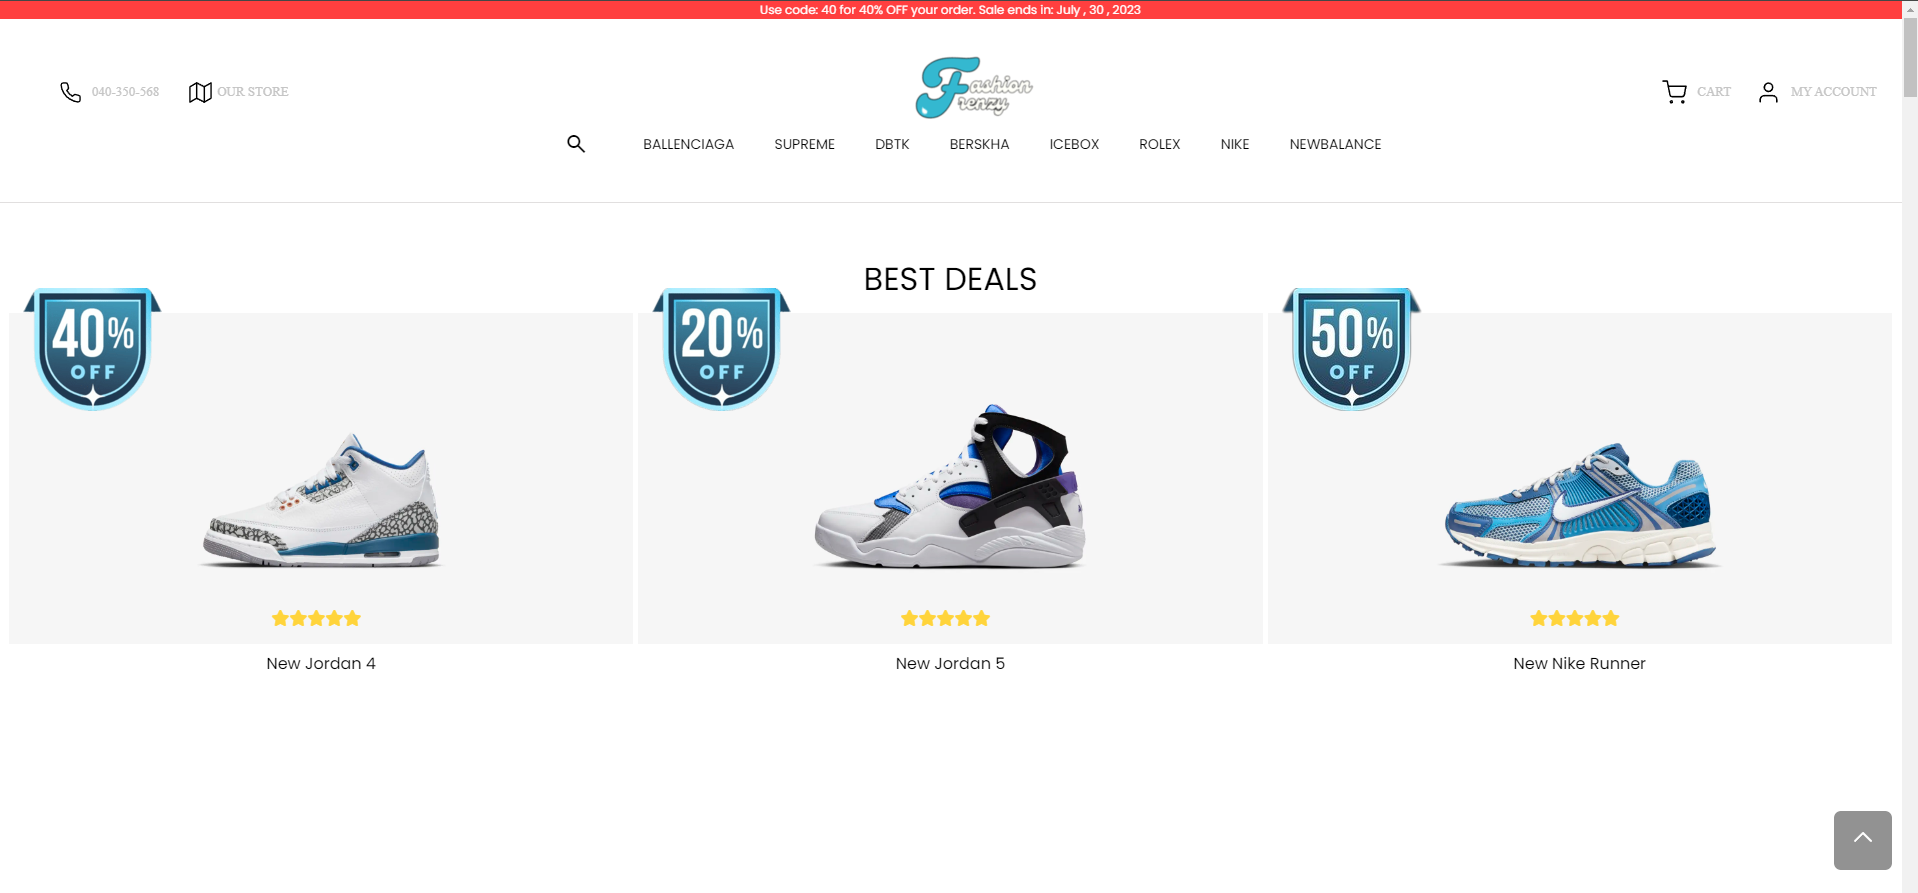 Use code: 40 for 40% OFF your order. Sale ends in: July , 30 , 2023
040-350-568
OUR STORE
Fashion
Frenzy
CART
MY ACCOUNT
BALLENCIAGA SUPREME DBTK BERSKHA ICEBOX ROLEX NIKE NEWBALANCE
BEST DEALS
40%
OFF
20%
OFF
50%
OFF
New Jordan 4
New Jordan 5
New Nike Runner